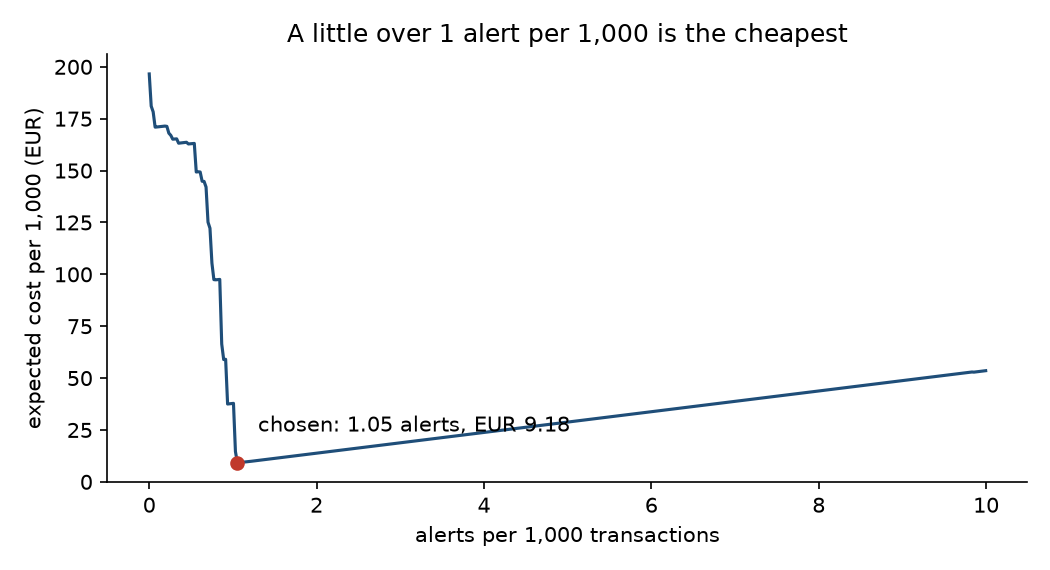 A little over 1 alert per 1,000 is the cheapest
expected cost per 1,000 (EUR)
200
175
150
125
100
75
50
25
0
chosen: 1.05 alerts, EUR 9.18
0 2 4 6 8 10
alerts per 1,000 transactions